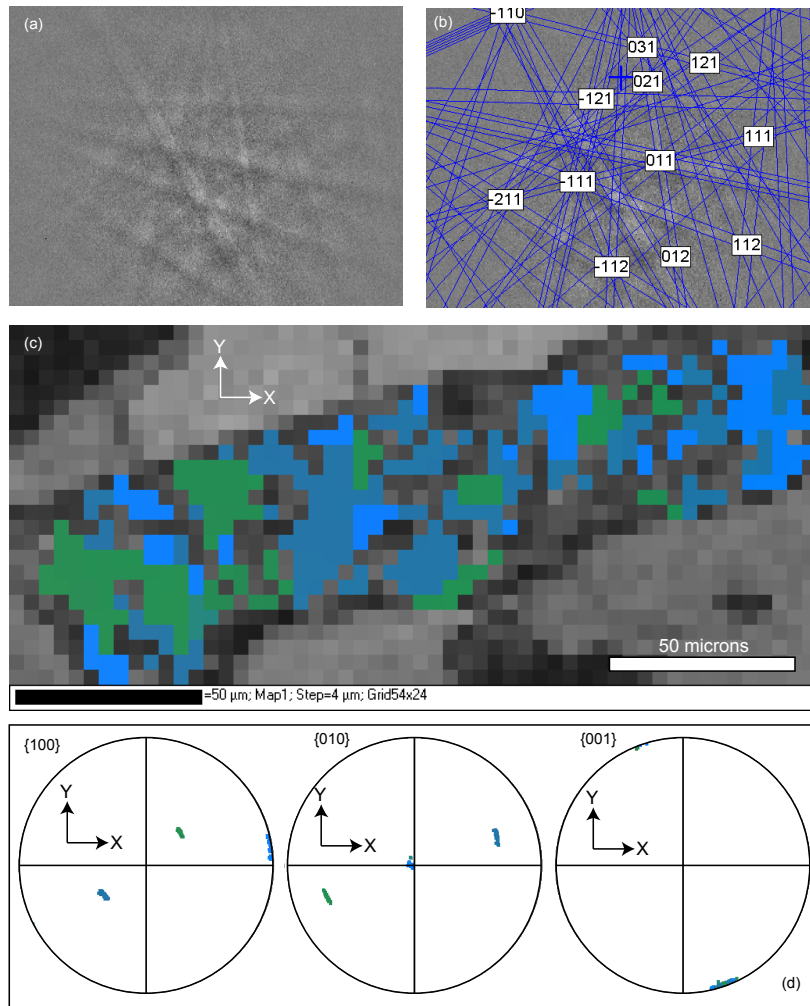 (a)
(b)
-110
031
121
021
-121
111
011
-111
-211
112
012
-112
(c)
Y
X
50 microns
=50 µm; Map1; Step=4 µm; Grid54x24
{100}
{010}
{001}
Y
X
Y
X
Y
X
(d)